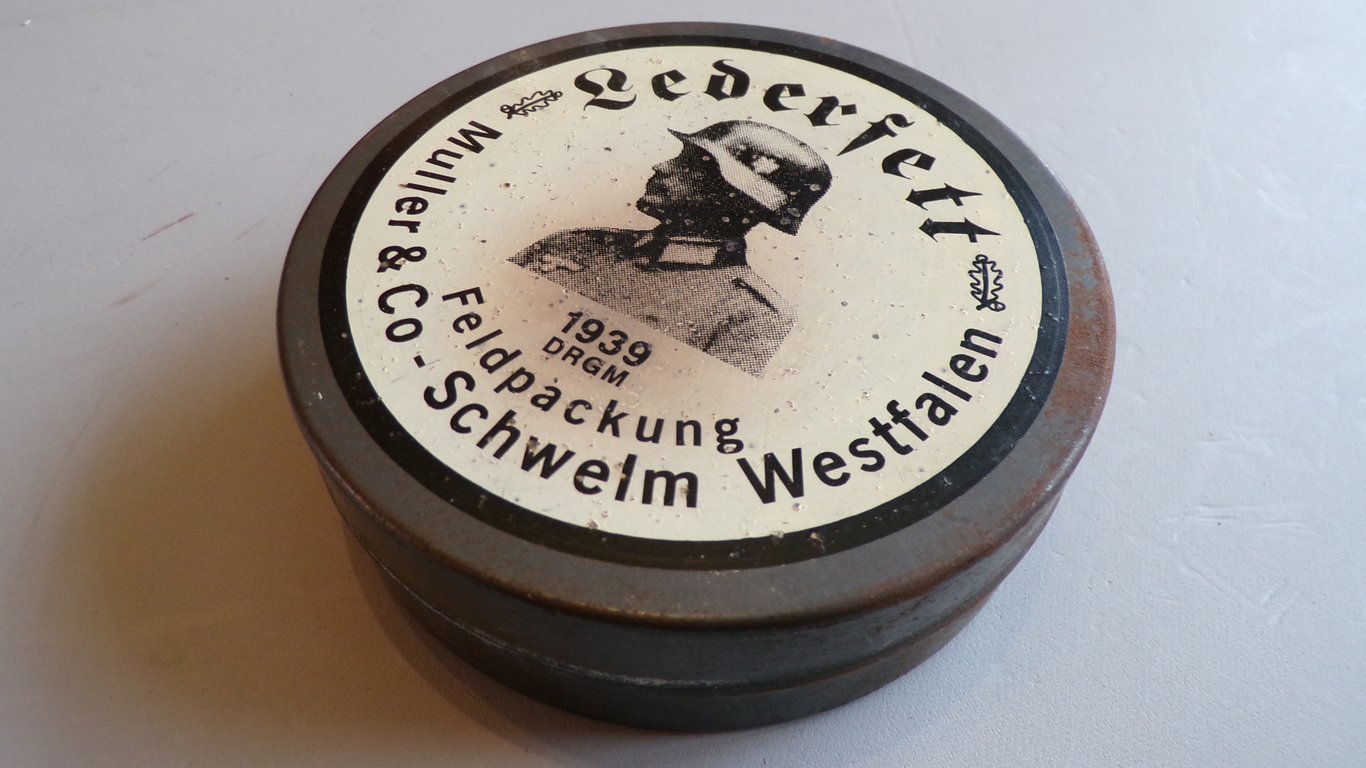 Lederfett
1939
DRGM
Feldpackung
Muller & Co - Schwelm Westfalen